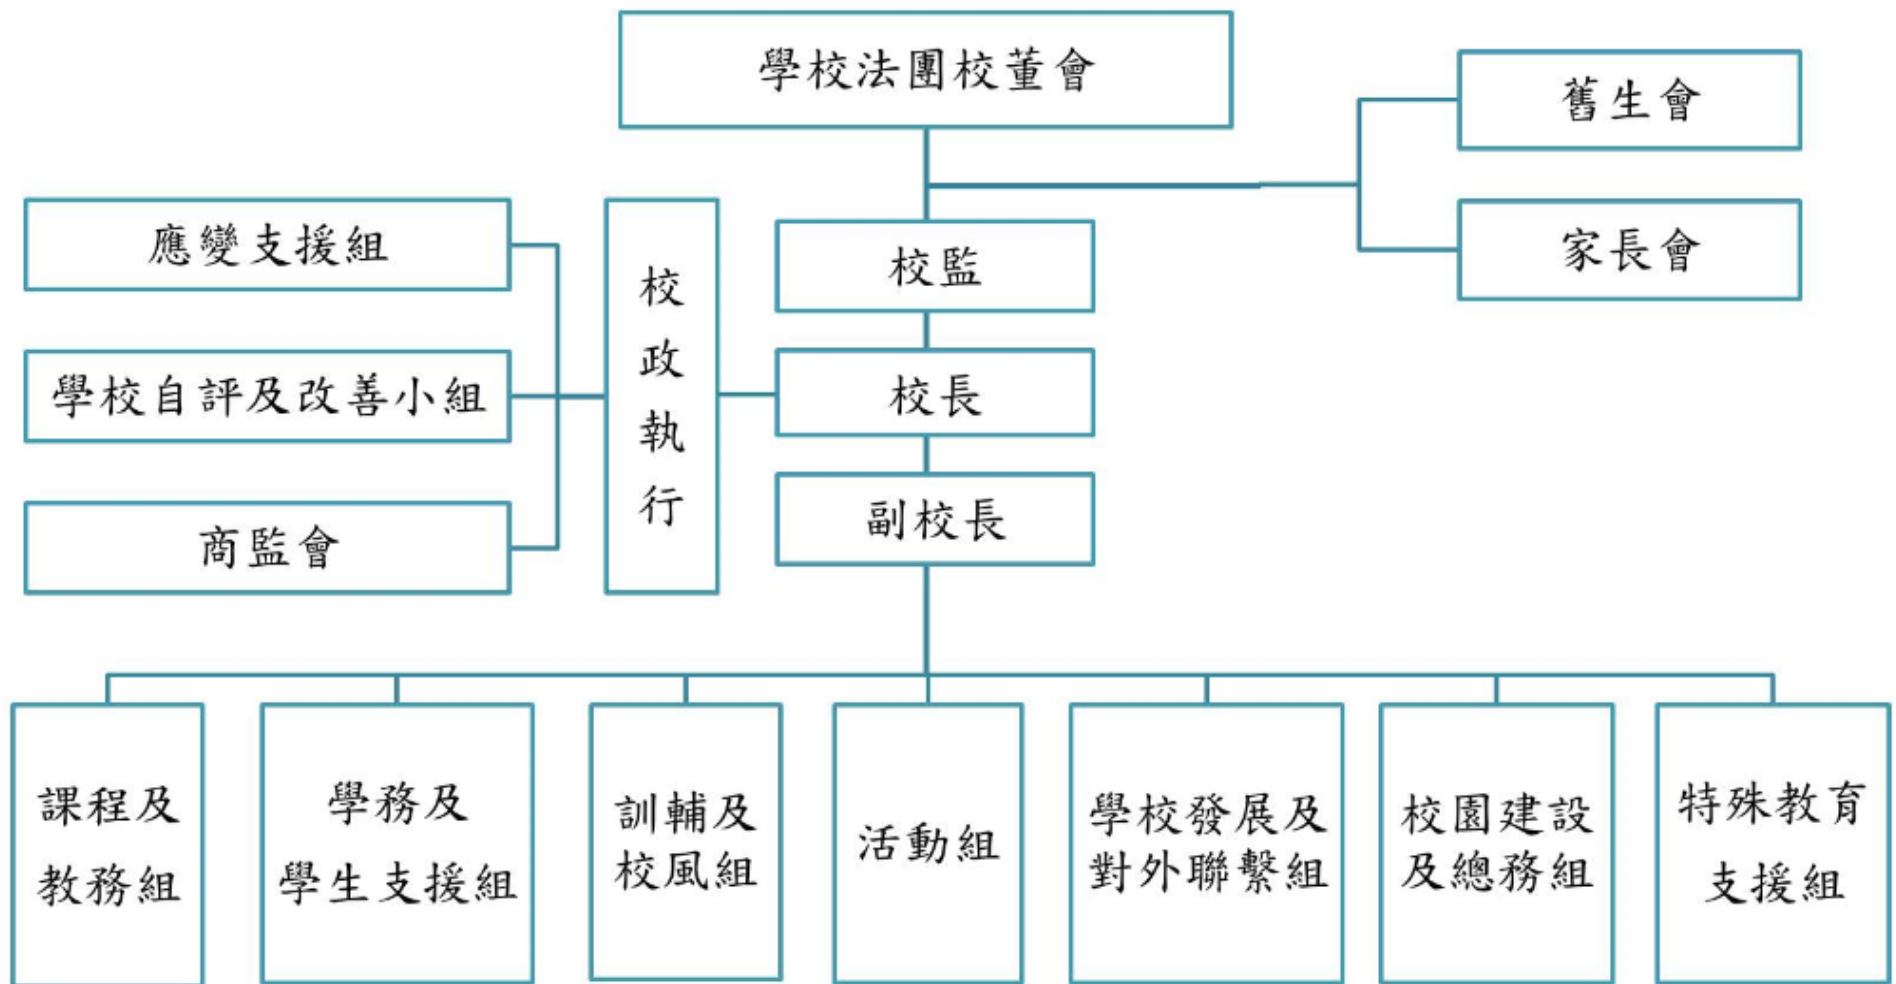 學校法團校董會
舊生會
家長會
應變支援組
學校自評及改善小組
商監會
校
政
執
行
校監
校長
副校長
課程及
教務組
學務及
學生支援組
訓輔及
校風組
活動組
學校發展及
對外聯繫組
校園建設
及總務組
特殊教育
支援組